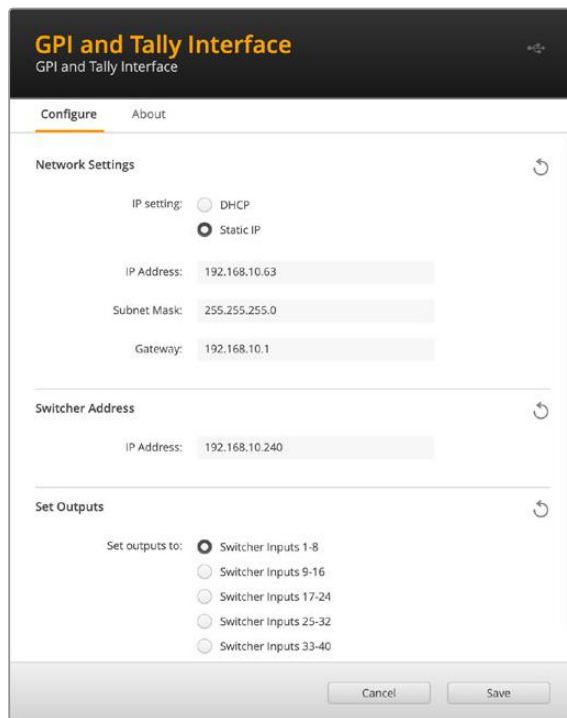 GPI and Tally Interface
GPI and Tally Interface
Configure About
Network Settings
IP setting: DHCP
Static IP
IP Address: 192.168.10.63
Subnet Mask: 255.255.255.0
Gateway: 192.168.10.1
Switcher Address
IP Address: 192.168.10.240
Set Outputs
Set outputs to: Switcher Inputs 1-8
Switcher Inputs 9-16
Switcher Inputs 17-24
Switcher Inputs 25-32
Switcher Inputs 33-40
Cancel Save